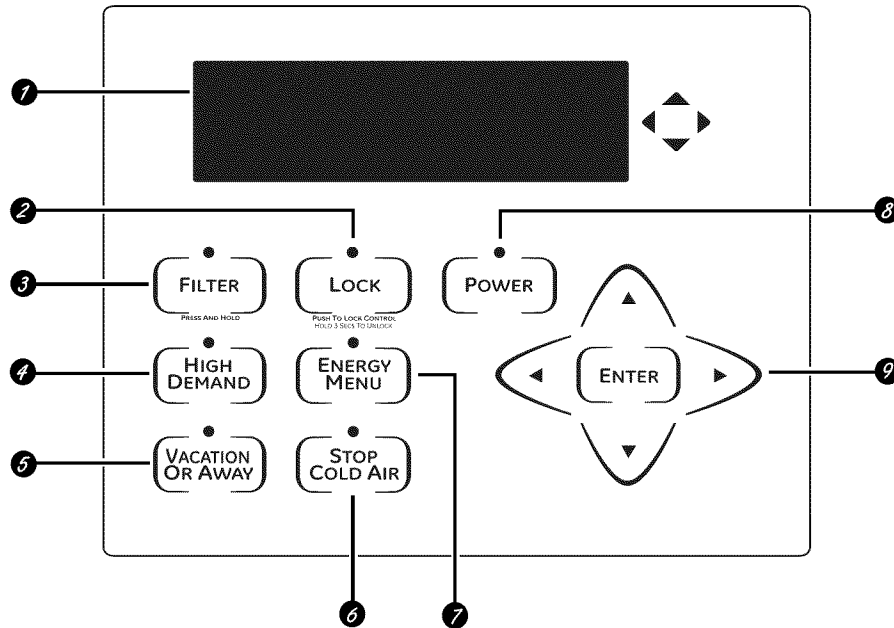 1
2
8
3
FILTER
LOCK
POWER
PRESS AND HOLD
PUSH TO LOCK CONTROL
HOLD 3 SECS TO UNLOCK
4
HIGH
DEMAND
ENERGY
MENU
ENTER
9
5
VACATION
OR AWAY
STOP
COLD AIR
6
7